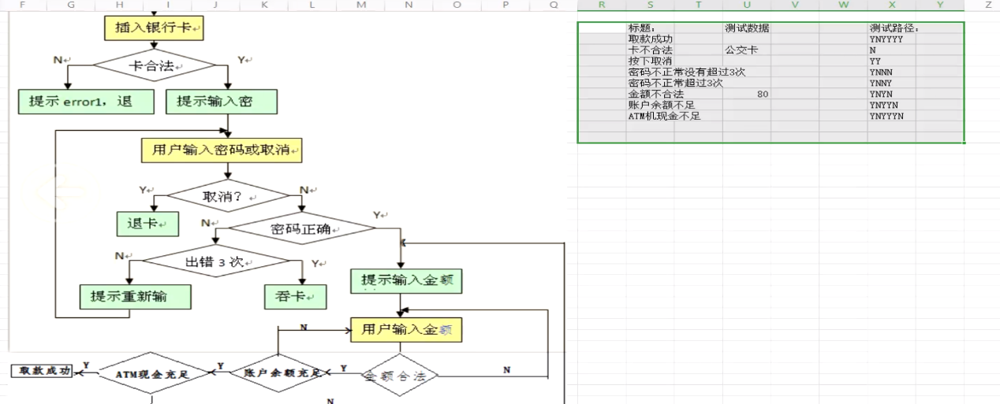 F G H I J K L M N O P Q R S T U V W X Y Z
插入银行卡
N 卡合法 Y
提示 error1，退 提示输入密
用户输入密码或取消
Y 取消？ N
退卡 N 密码正确 Y
N 出错 3 次 Y
提示重新输 吞卡 提示输入金额
N 用户输入金额
取款成功 Y ATM现金充足 Y 账户余额充足 Y 金额合法 N
N
标题： 测试数据 测试路径：
取款成功 YNYYYY
卡不合法 公交卡 N
按下取消 YY
密码不正常没有超过3次 YNNN
密码不正常超过3次 YNNY
金额不合法 80 YNYN
账户余额不足 YNYYN
ATM机现金不足 YNYYYN